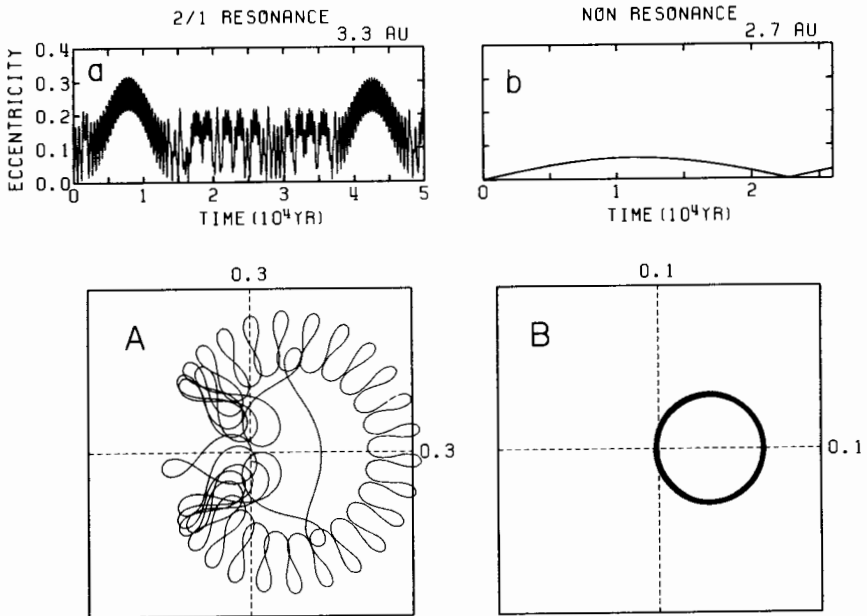 2/1 RESONANCE
3.3 AU
ECCENTRICITY
0.4
0.3
0.2
0.1
0.0
a
0 1 2 3 4 5
TIME (10⁴YR)
NON RESONANCE
2.7 AU
b
0 1 2
TIME (10⁴YR)
0.3
A
0.3
0.1
B
0.1